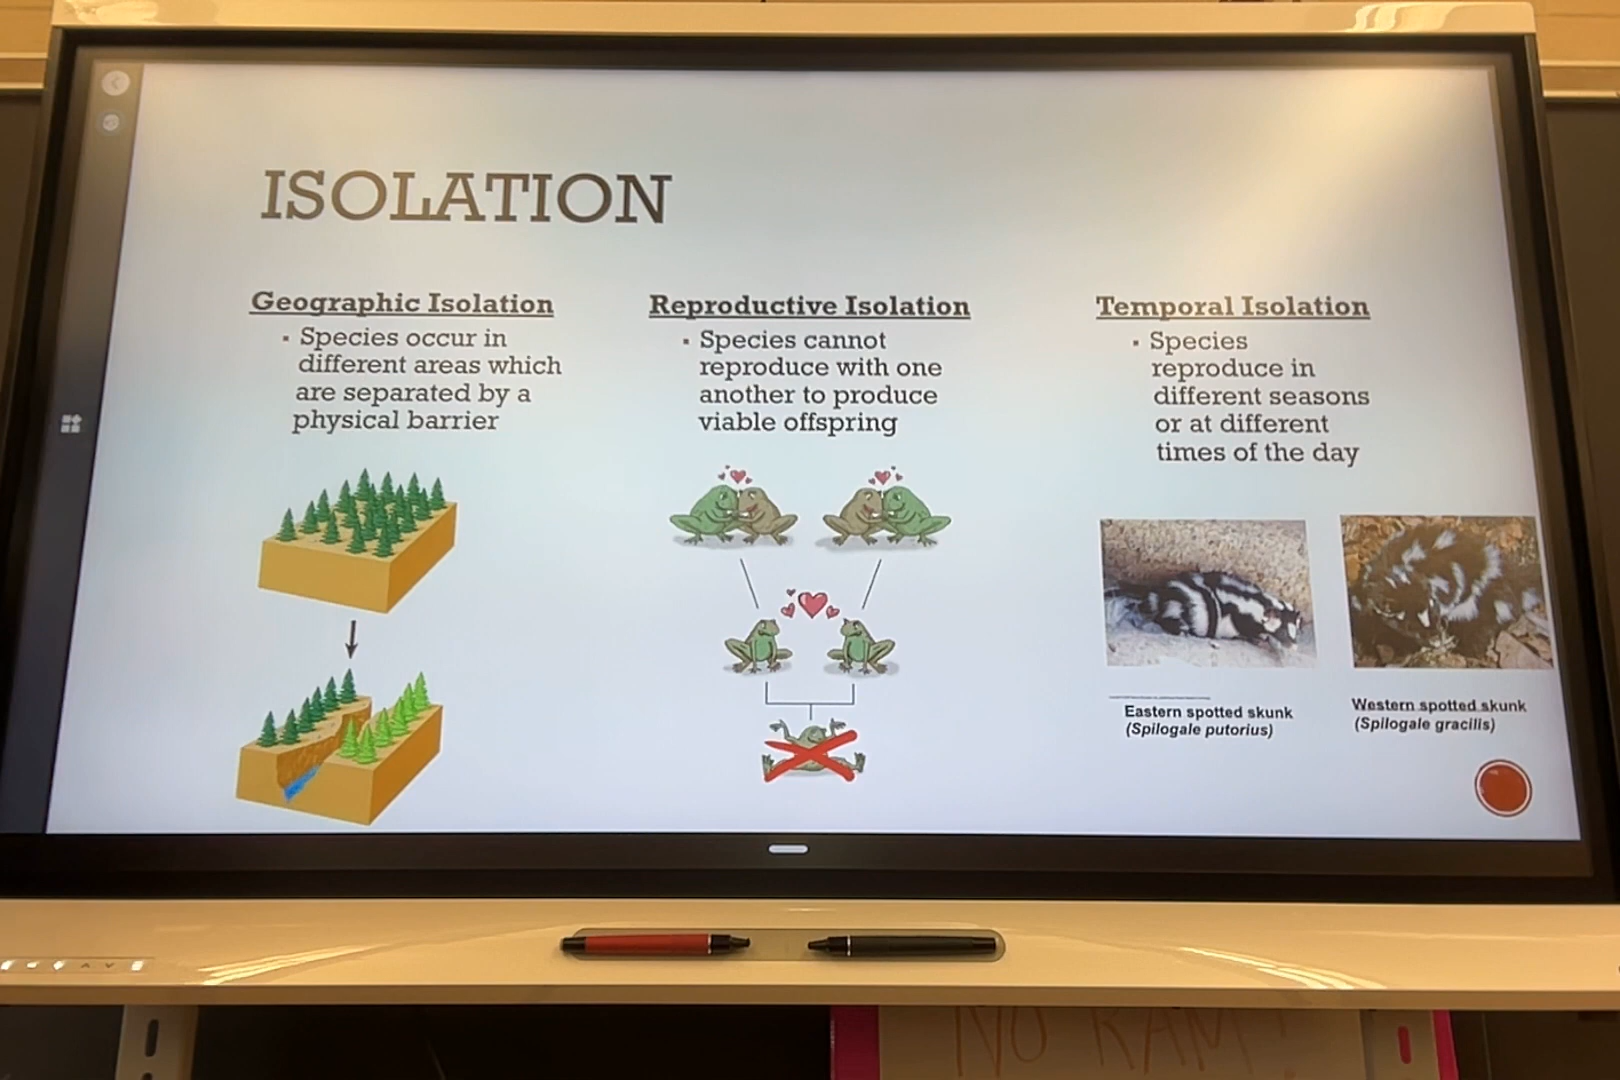 ISOLATION
Geographic Isolation
▪ Species occur in
different areas which
are separated by a
physical barrier
Reproductive Isolation
▪ Species cannot
reproduce with one
another to produce
viable offspring
Temporal Isolation
▪ Species
reproduce in
different seasons
or at different
times of the day
Eastern spotted skunk
(Spilogale putorius)
Western spotted skunk
(Spilogale gracilis)
NO